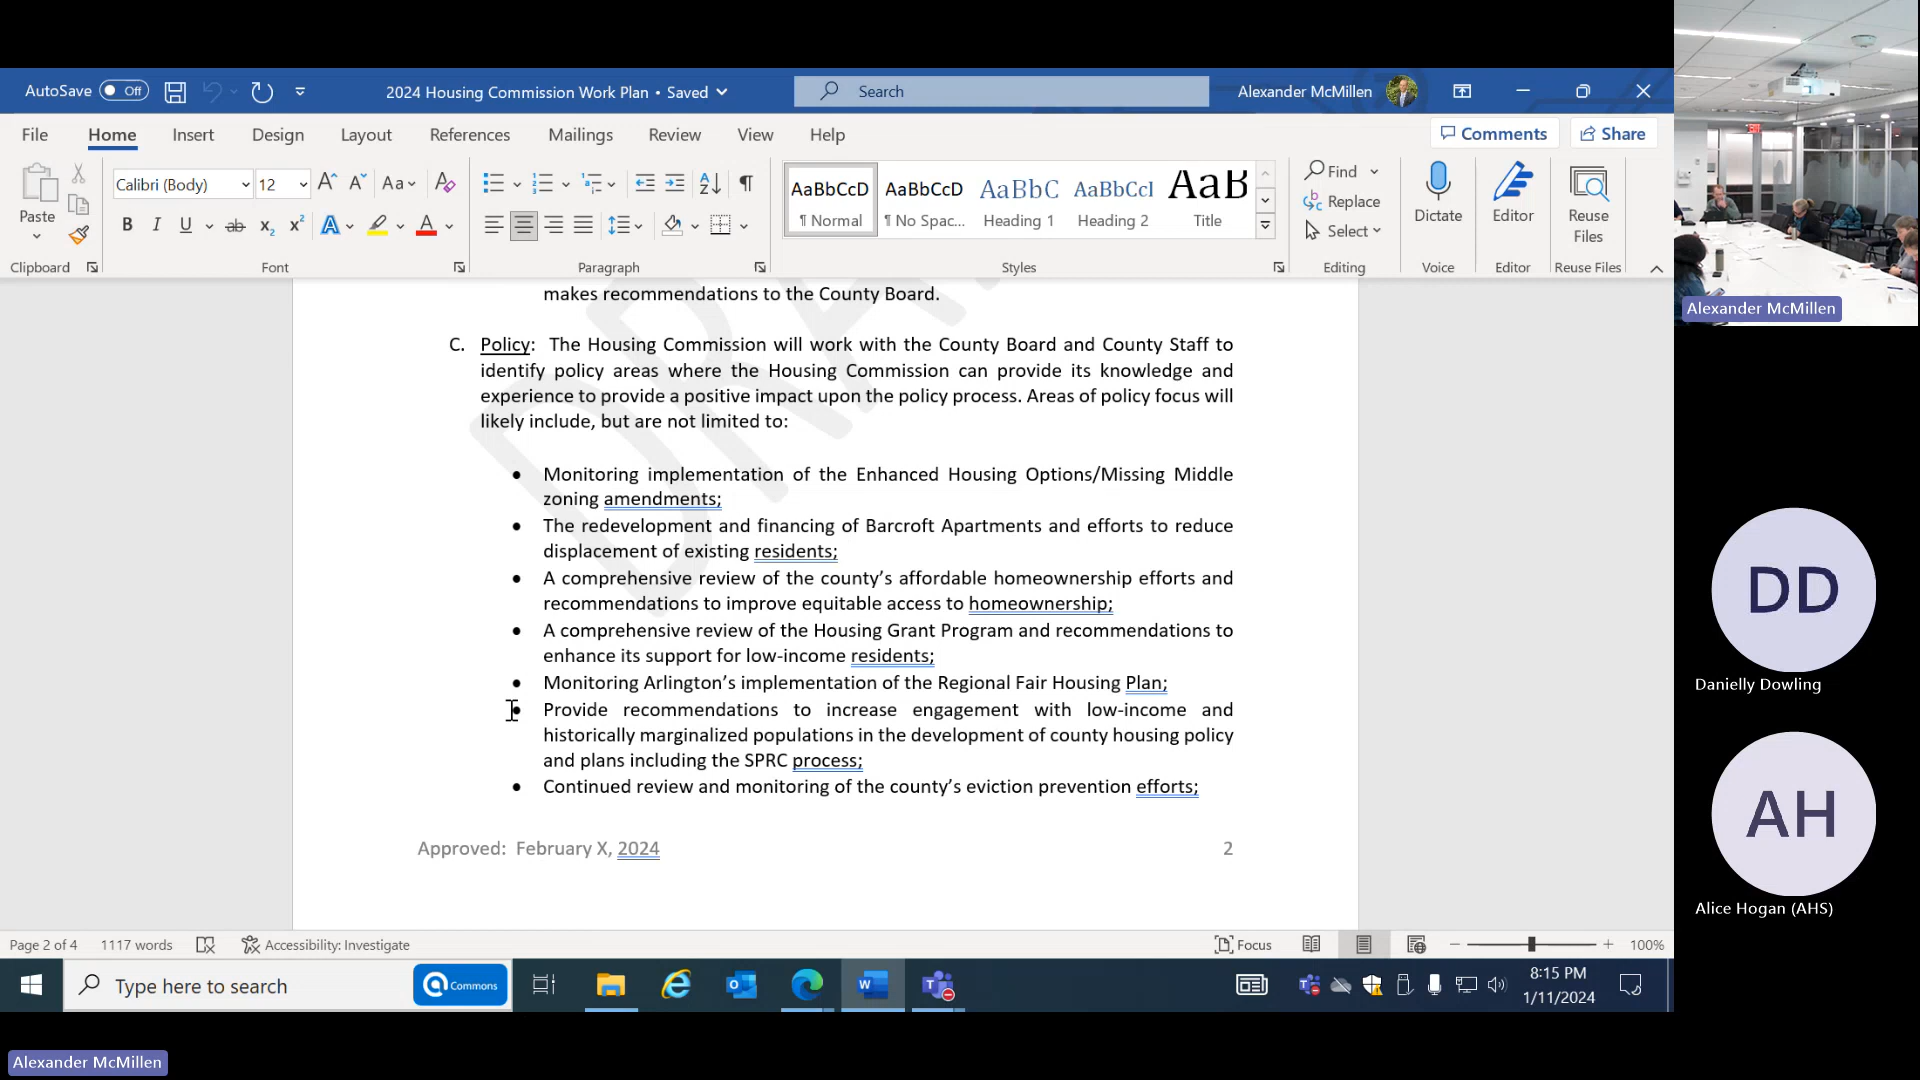 AutoSave Off 2024 Housing Commission Work Plan • Saved Search Alexander McMillen
File Home Insert Design Layout References Mailings Review View Help Comments Share
Paste
Clipboard
Calibri (Body) 12
Font
Paragraph
AaBbCcD AaBbCcD AaBbC AaBbCcI AaB
¶ Normal ¶ No Spac... Heading 1 Heading 2 Title
Styles
Find
Replace
Select
Editing
Dictate
Voice
Editor
Editor
Reuse
Files
Reuse Files
Alexander McMillen
DRA
makes recommendations to the County Board.
C. Policy: The Housing Commission will work with the County Board and County Staff to
identify policy areas where the Housing Commission can provide its knowledge and
experience to provide a positive impact upon the policy process. Areas of policy focus will
likely include, but are not limited to:
• Monitoring implementation of the Enhanced Housing Options/Missing Middle
zoning amendments;
• The redevelopment and financing of Barcroft Apartments and efforts to reduce
displacement of existing residents;
• A comprehensive review of the county’s affordable homeownership efforts and
recommendations to improve equitable access to homeownership;
• A comprehensive review of the Housing Grant Program and recommendations to
enhance its support for low-income residents;
• Monitoring Arlington’s implementation of the Regional Fair Housing Plan;
• Provide recommendations to increase engagement with low-income and
historically marginalized populations in the development of county housing policy
and plans including the SPRC process;
• Continued review and monitoring of the county’s eviction prevention efforts;
Approved: February X, 2024 2
DD
Danielly Dowling
AH
Alice Hogan (AHS)
Page 2 of 4 1117 words Accessibility: Investigate Focus 100%
Type here to search Commons
8:15 PM
1/11/2024
Alexander McMillen